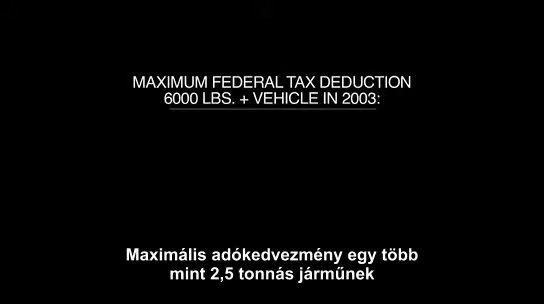 MAXIMUM FEDERAL TAX DEDUCTION
6000 LBS. + VEHICLE IN 2003:
Maximális adókedvezmény egy több
mint 2,5 tonnás járműnek